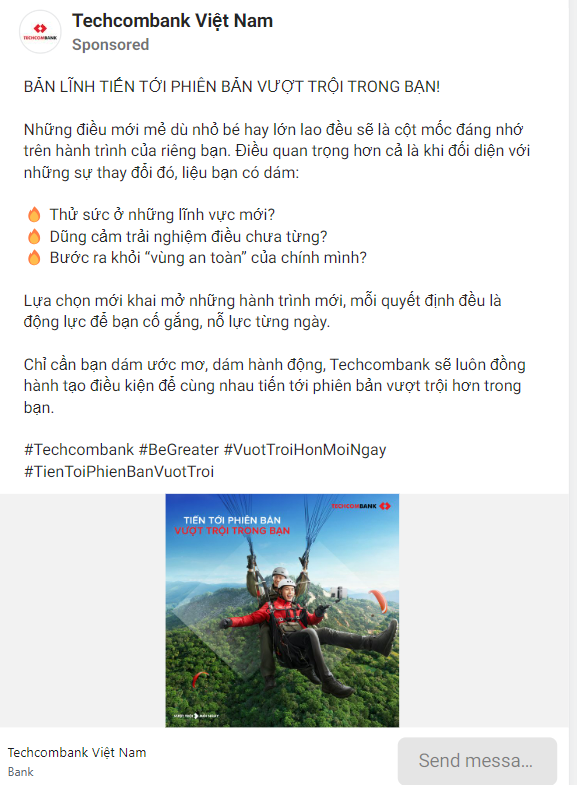 Techcombank Việt Nam
Sponsored
BẢN LĨNH TIẾN TỚI PHIÊN BẢN VƯỢT TRỘI TRONG BẠN!
Những điều mới mẻ dù nhỏ bé hay lớn lao đều sẽ là cột mốc đáng nhớ
trên hành trình của riêng bạn. Điều quan trọng hơn cả là khi đối diện với
những sự thay đổi đó, liệu bạn có dám:
🔥 Thử sức ở những lĩnh vực mới?
🔥 Dũng cảm trải nghiệm điều chưa từng?
🔥 Bước ra khỏi “vùng an toàn” của chính mình?
Lựa chọn mới khai mở những hành trình mới, mỗi quyết định đều là
động lực để bạn cố gắng, nỗ lực từng ngày.
Chỉ cần bạn dám ước mơ, dám hành động, Techcombank sẽ luôn đồng
hành tạo điều kiện để cùng nhau tiến tới phiên bản vượt trội hơn trong
bạn.
#Techcombank #BeGreater #VuotTroiHonMoiNgay
#TienToiPhienBanVuotTroi
TECHCOMBANK
TIẾN TỚI PHIÊN BẢN
VƯỢT TRỘI TRONG BẠN
Techcombank Việt Nam
Bank
Send messa...